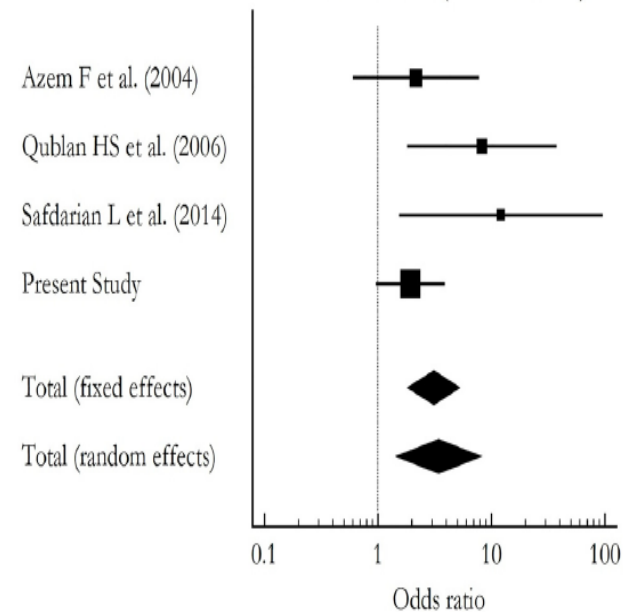 Azem F et al. (2004)
Qublan HS et al. (2006)
Safdarian L et al. (2014)
Present Study
Total (fixed effects)
Total (random effects)
0.1 1 10 100
Odds ratio